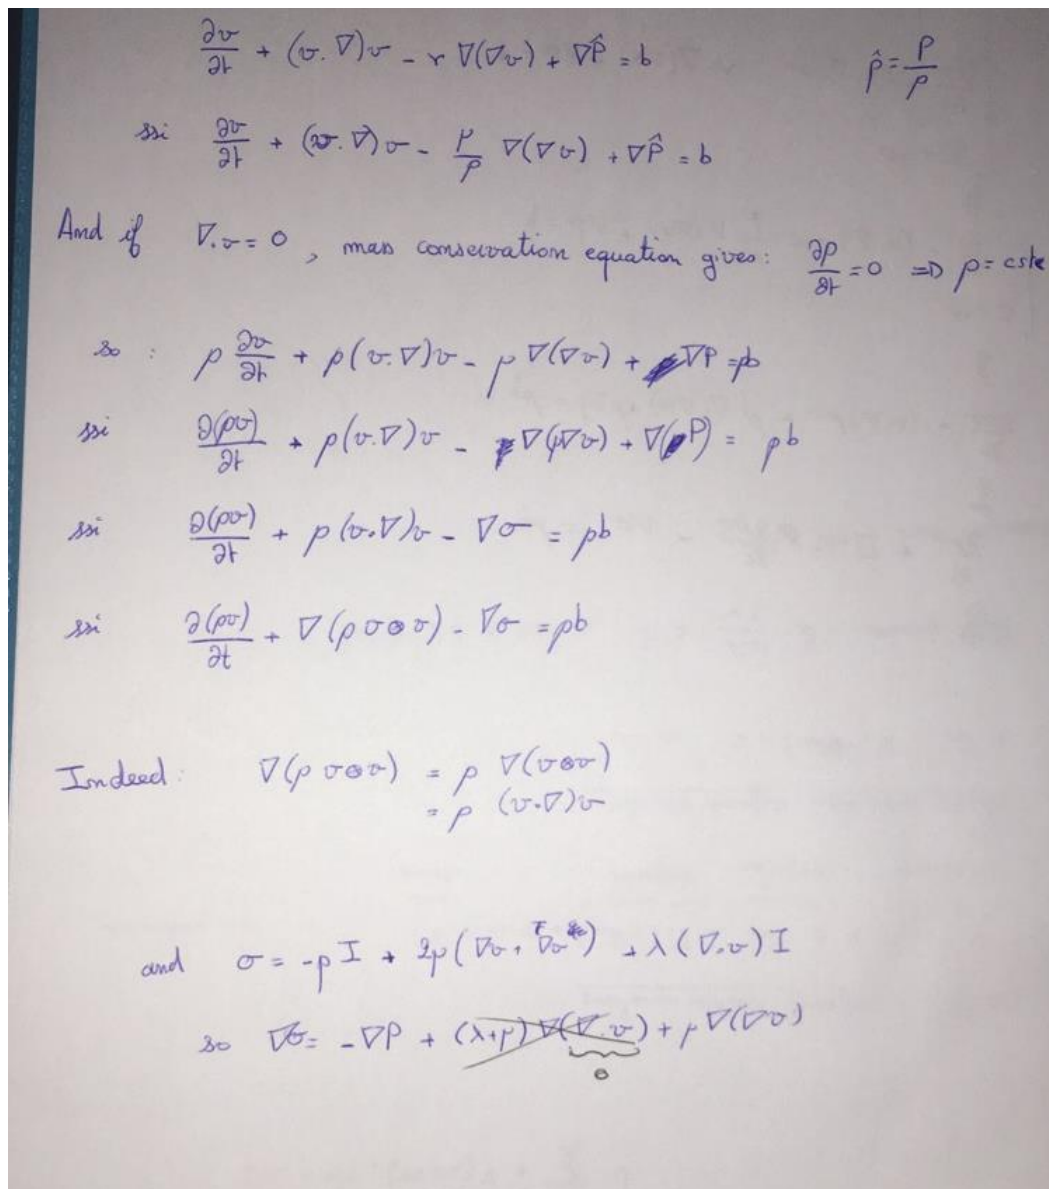 ∂v/∂t + (v.∇)v - r ∇(∇v) + ∇P̂ = b
p̂ = P/ρ
ssi ∂v/∂t + (v.∇)v - μ/ρ ∇(∇v) + ∇P̂ = b
And if ∇.v = 0 , mass conservation equation gives: ∂ρ/∂t = 0 => ρ = cste
so : ρ ∂v/∂t + ρ(v.∇)v - μ ∇(∇v) + ∇P = ρb
ssi ∂(ρv)/∂t + ρ(v.∇)v - ∇(μ∇v) + ∇(P) = ρb
ssi ∂(ρv)/∂t + ρ(v.∇)v - ∇σ = ρb
ssi ∂(ρv)/∂t + ∇(ρ v⊗v) - ∇σ = ρb
Indeed: ∇(ρ v⊗v) = ρ ∇(v⊗v)
= ρ (v.∇)v
and σ = -pI + 2μ(∇v + ᵀ∇v) + λ(∇.v)I
so ∇σ = -∇P + (λ+μ) ∇(∇.v) + μ ∇(∇v)
0